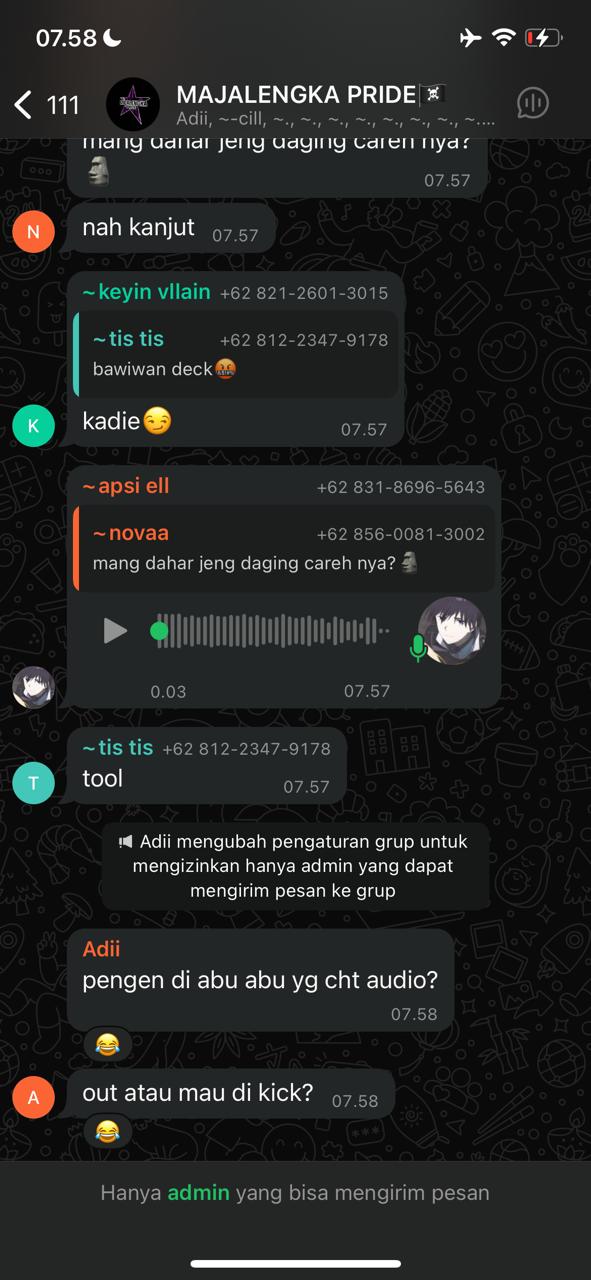 07.58
111
MAJALENGKA PRIDE🏴‍☠️
Adii, ~-cill, ~., ~., ~., ~., ~., ~., ~., ~., ~....
mang dahar jeng daging careh nya?
🗿
07.57
N
nah kanjut 07.57
~keyin vllain +62 821-2601-3015
~tis tis +62 812-2347-9178
bawiwan deck🤬
K
kadie😏 07.57
~apsi ell +62 831-8696-5643
~novaa +62 856-0081-3002
mang dahar jeng daging careh nya? 🗿
0.03 07.57
~tis tis +62 812-2347-9178
T
tool 07.57
Adii mengubah pengaturan grup untuk
mengizinkan hanya admin yang dapat
mengirim pesan ke grup
Adii
pengen di abu abu yg cht audio?
07.58
😂
A
out atau mau di kick? 07.58
😂
Hanya admin yang bisa mengirim pesan